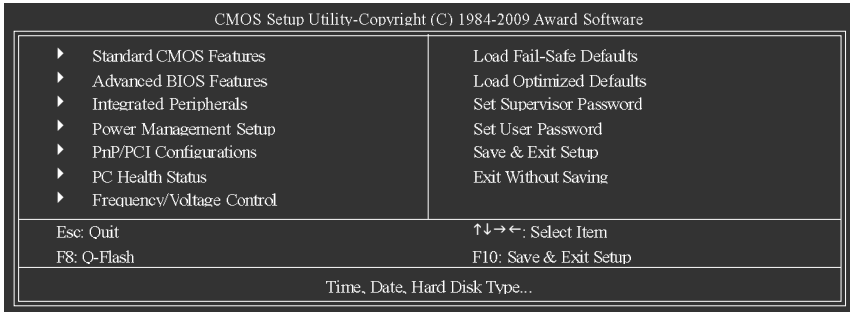 CMOS Setup Utility-Copyright (C) 1984-2009 Award Software
Standard CMOS Features
Advanced BIOS Features
Integrated Peripherals
Power Management Setup
PnP/PCI Configurations
PC Health Status
Frequency/Voltage Control
Load Fail-Safe Defaults
Load Optimized Defaults
Set Supervisor Password
Set User Password
Save & Exit Setup
Exit Without Saving
Esc: Quit
F8: Q-Flash
↑↓→←: Select Item
F10: Save & Exit Setup
Time, Date, Hard Disk Type...